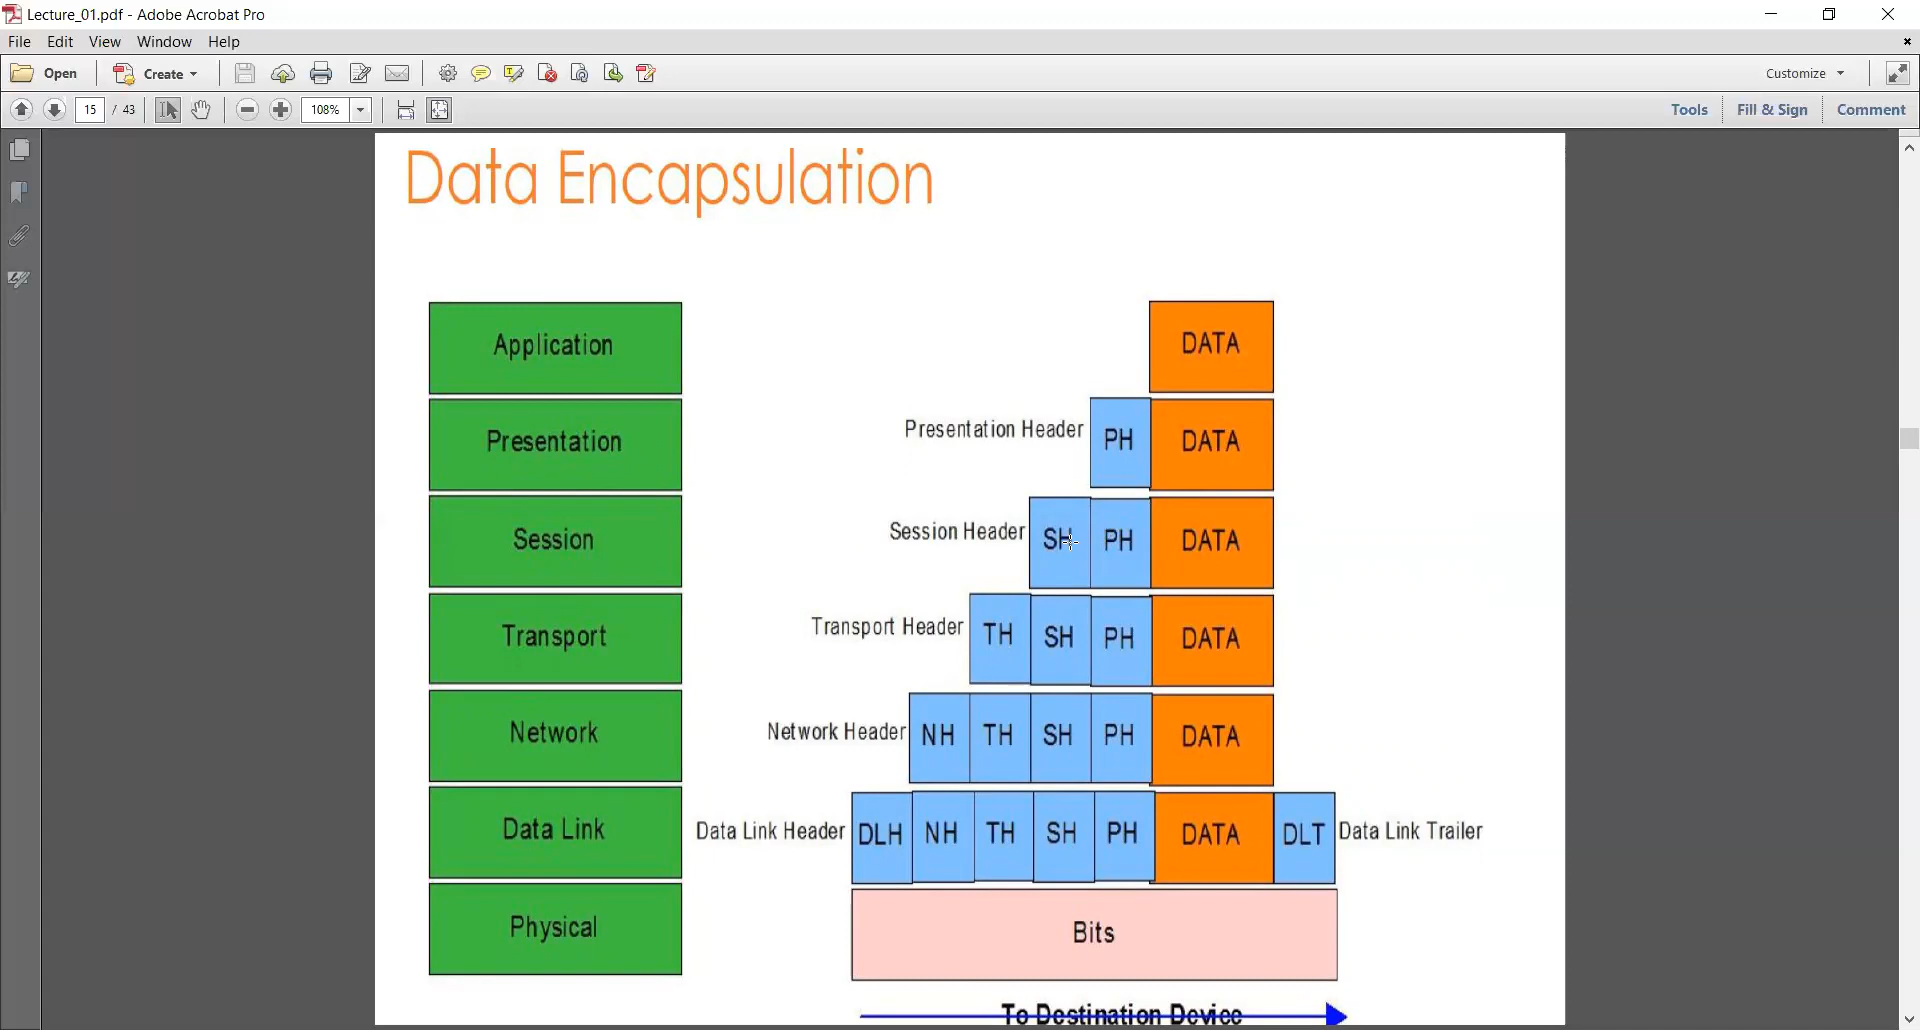 Lecture_01.pdf - Adobe Acrobat Pro
File Edit View Window Help
Open Create Customize
15 / 43 108% Tools Fill & Sign Comment
Data Encapsulation
Application DATA
Presentation Presentation Header PH DATA
Session Session Header SH PH DATA
Transport Transport Header TH SH PH DATA
Network Network Header NH TH SH PH DATA
Data Link Data Link Header DLH NH TH SH PH DATA DLT Data Link Trailer
Physical Bits
To Destination Device